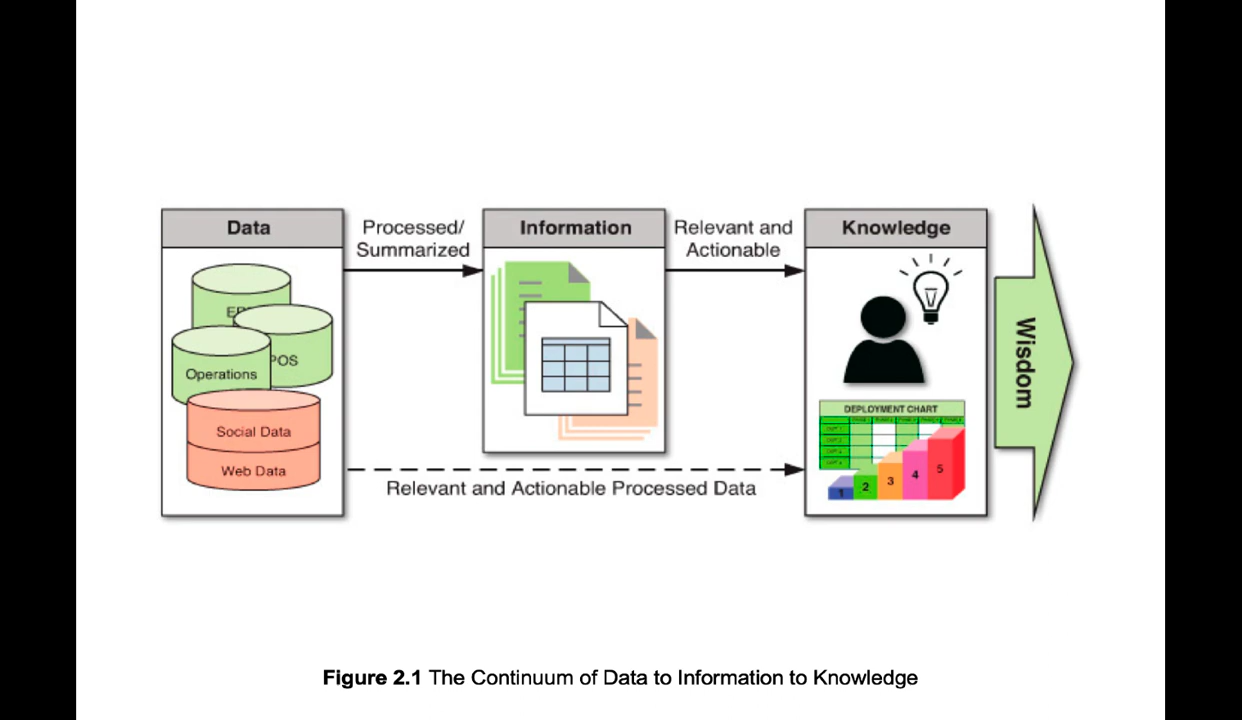 Data
Processed/
Summarized
Information
Relevant and
Actionable
Knowledge
POS
Operations
Social Data
Web Data
Relevant and Actionable Processed Data
DEPLOYMENT CHART
1
2
3
4
5
Wisdom
Figure 2.1 The Continuum of Data to Information to Knowledge